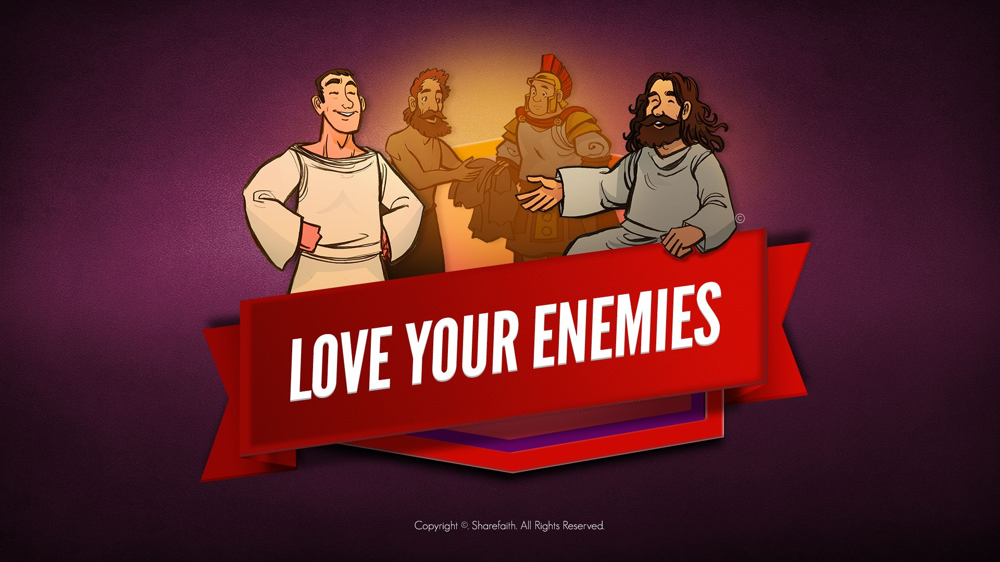 ©
LOVE YOUR ENEMIES
Copyright ©. Sharefaith. All Rights Reserved.